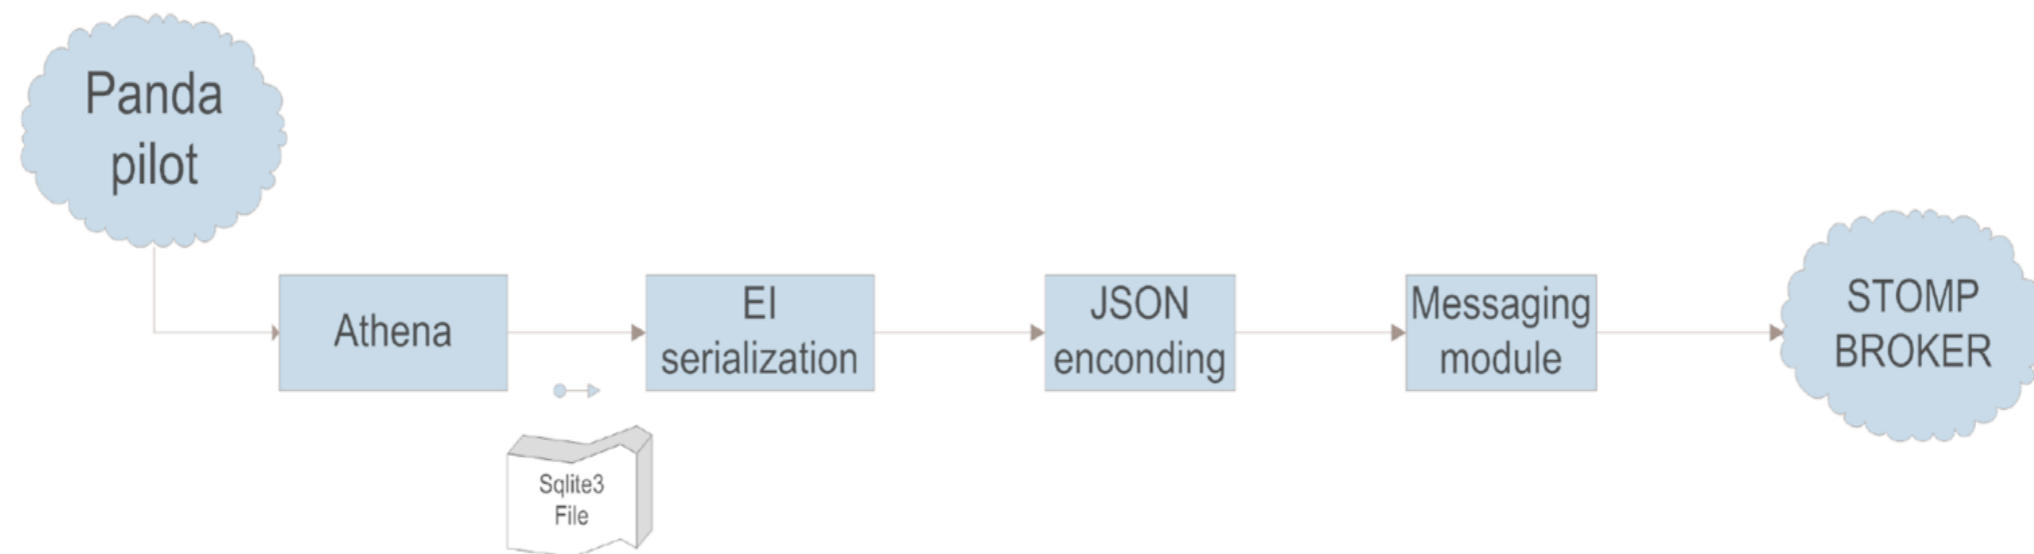 Panda
pilot
Athena
EI
serialization
JSON
enconding
Messaging
module
STOMP
BROKER
Sqlite3
File